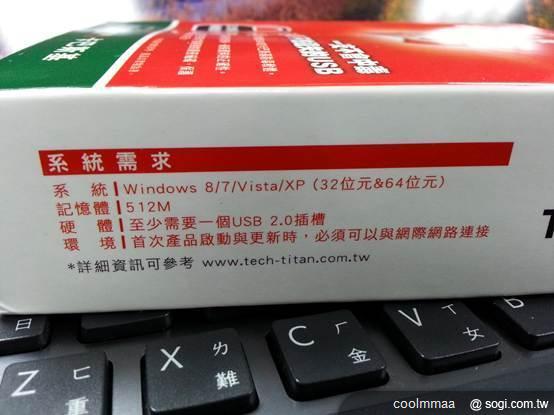 系統需求
系 統 | Windows 8/7/Vista/XP (32位元&64位元)
記憶體 | 512M
硬 體 | 至少需要一個USB 2.0插槽
環 境 | 首次產品啟動與更新時，必須可以與網際網路連接
*詳細資訊可參考 www.tech-titan.com.tw
T
Z ㄈ 重
X ㄌ 難
C ㄏ 金
V ㄒ 女
coolmmaa @ sogi.com.tw